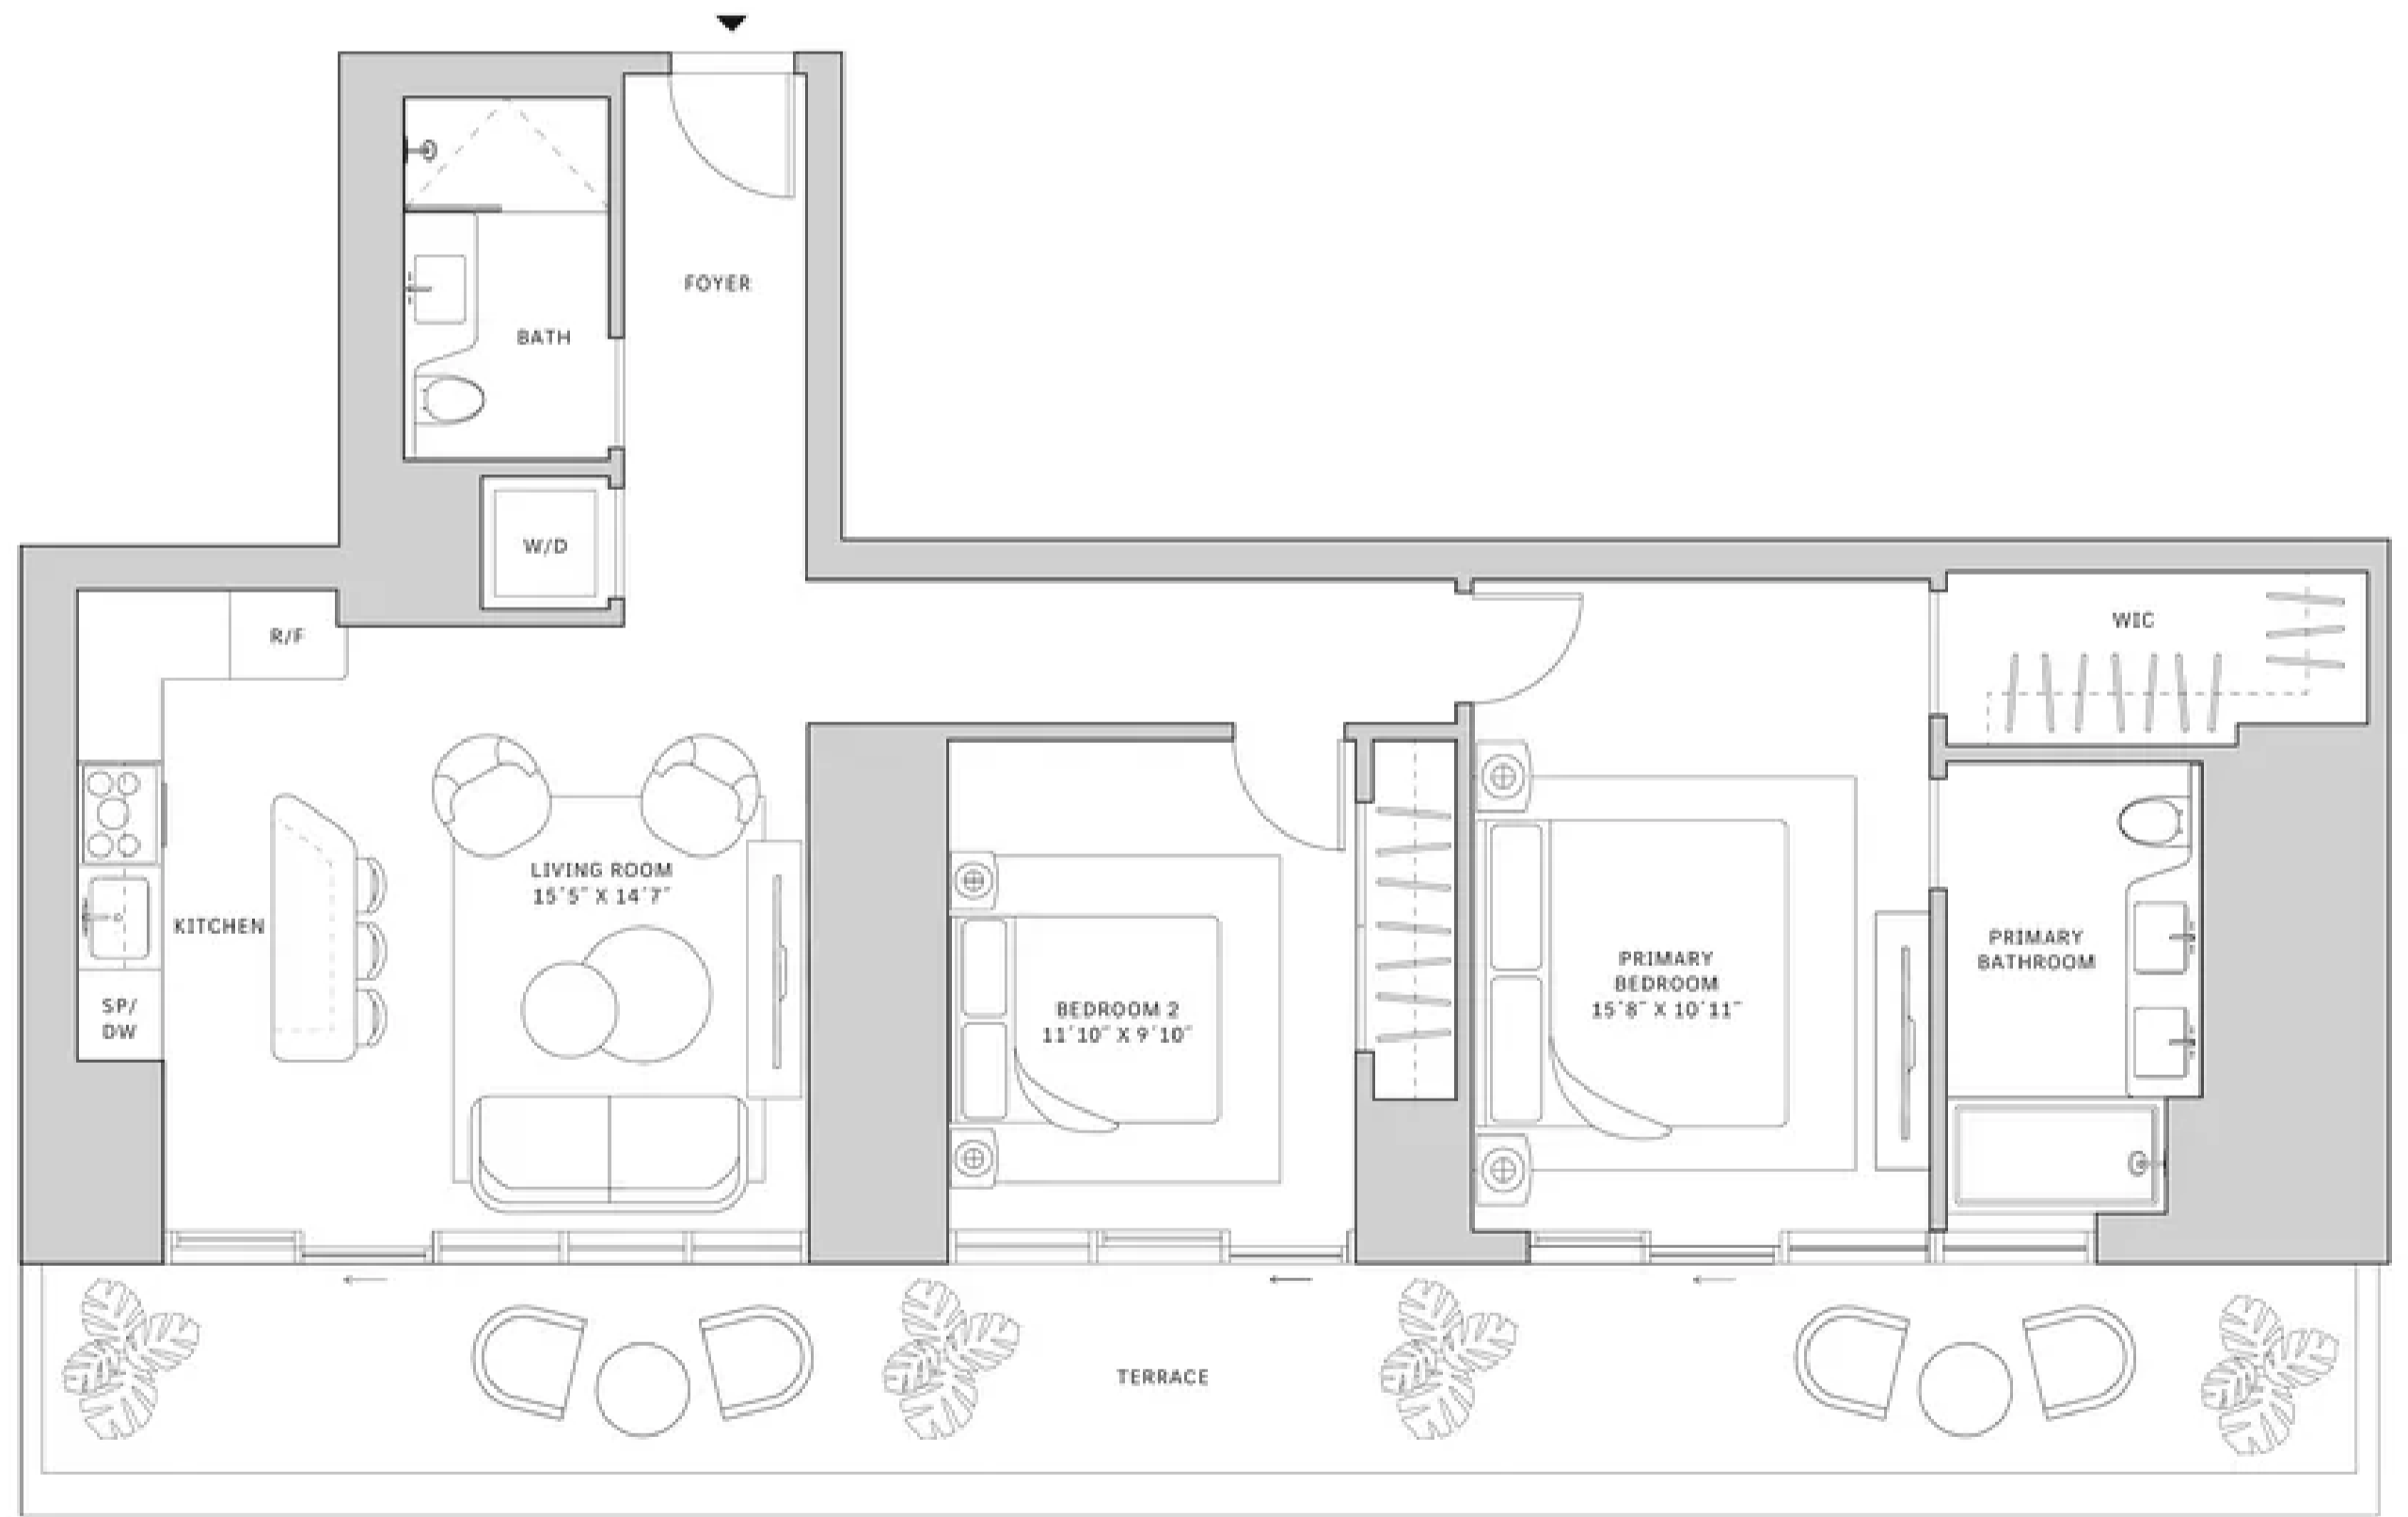 FOYER
BATH
W/D
R/F
WIC
LIVING ROOM
15´5˝ X 14´7˝
KITCHEN
SP/
DW
BEDROOM 2
11´10˝ X 9´10˝
PRIMARY
BEDROOM
15´8˝ X 10´11˝
PRIMARY
BATHROOM
TERRACE